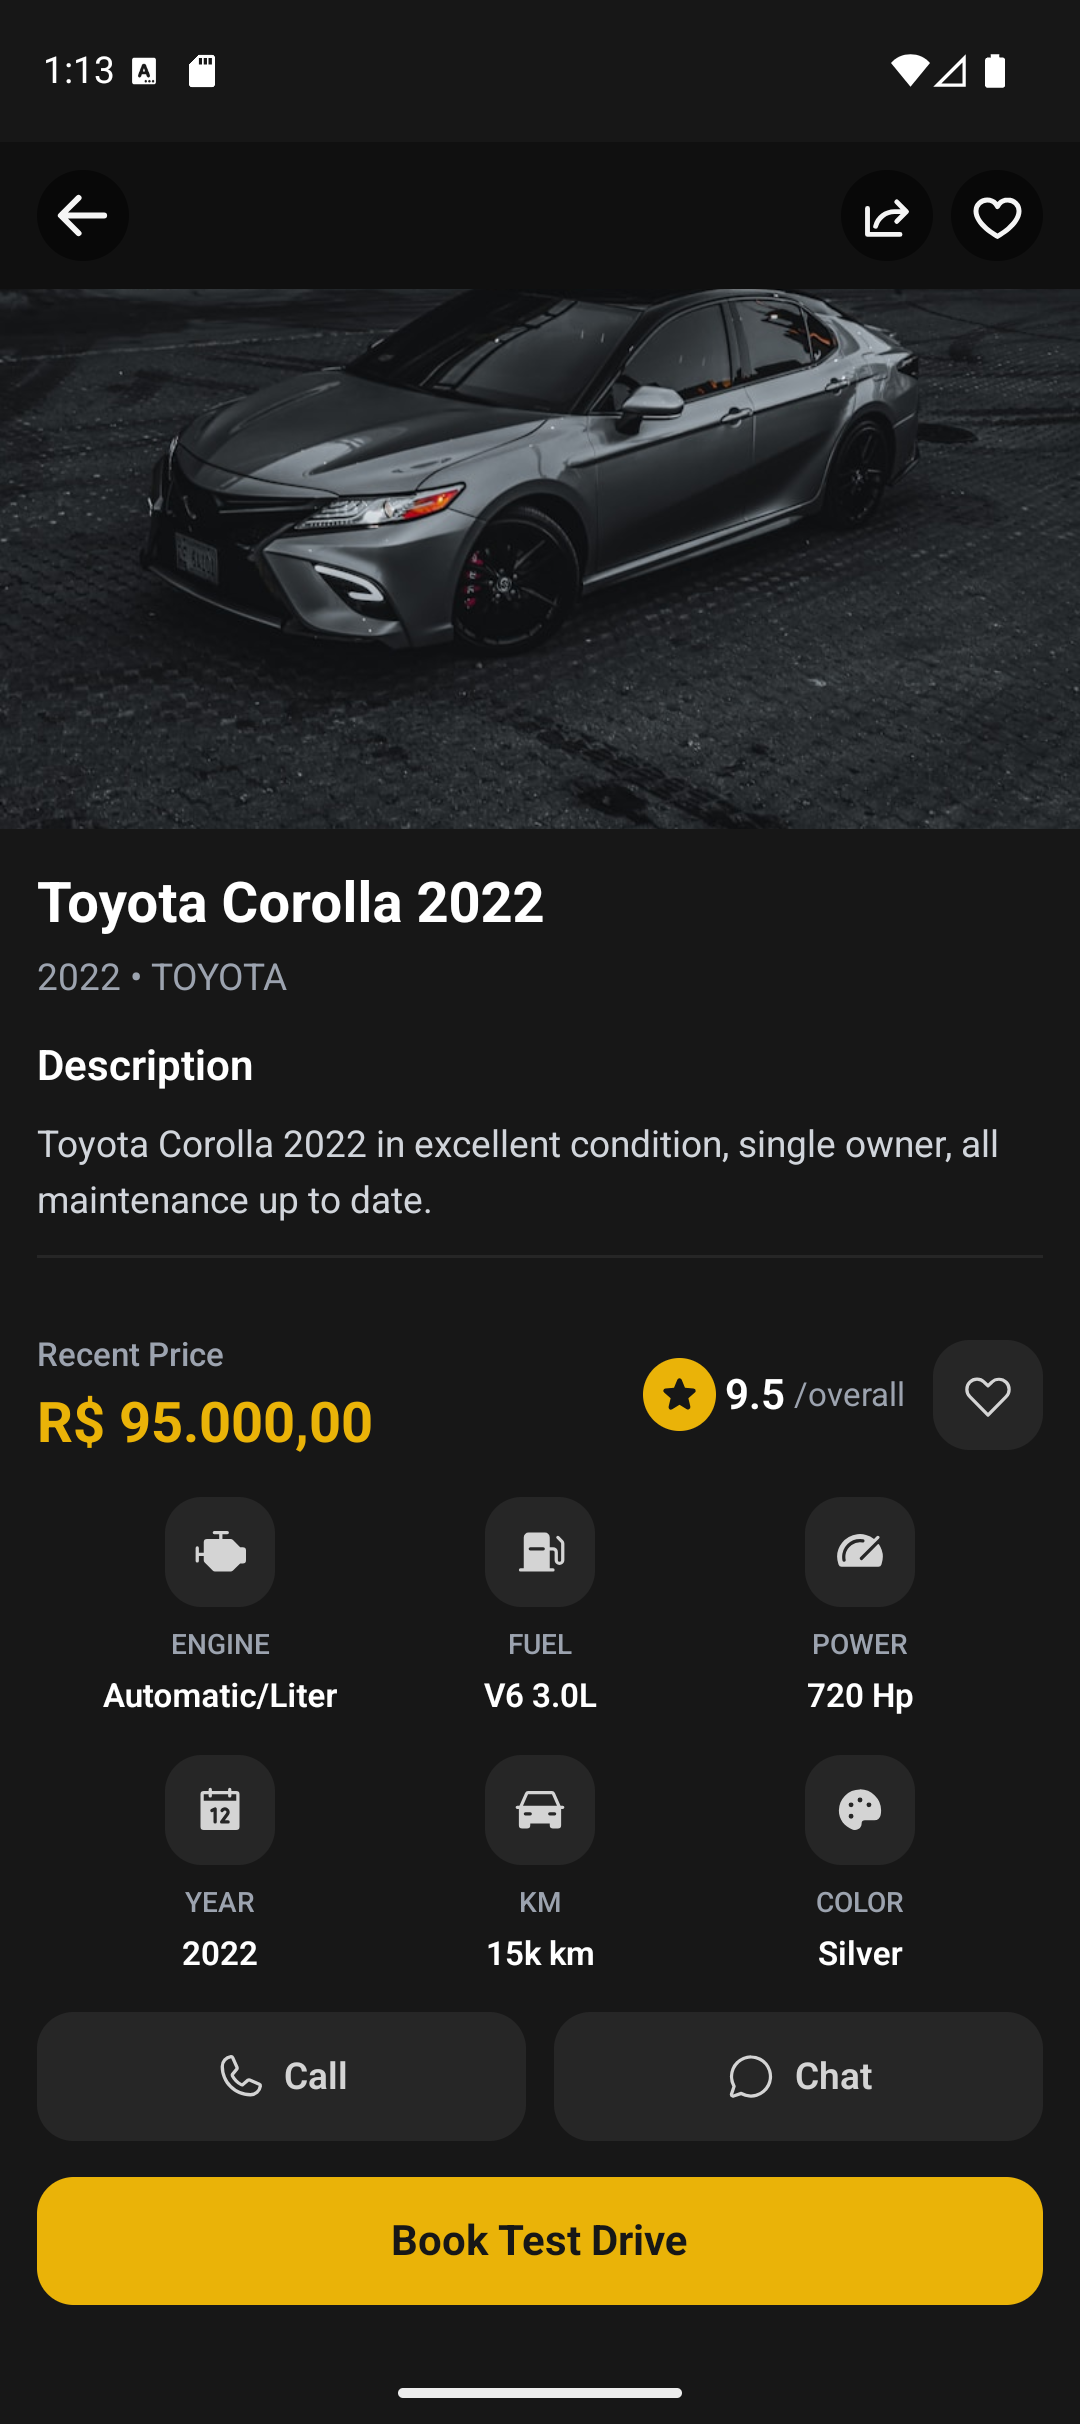 1:13
Toyota Corolla 2022
2022 • TOYOTA
Description
Toyota Corolla 2022 in excellent condition, single owner, all
maintenance up to date.
Recent Price
R$ 95.000,00
9.5 /overall
ENGINE
Automatic/Liter
FUEL
V6 3.0L
POWER
720 Hp
12
YEAR
2022
KM
15k km
COLOR
Silver
Call
Chat
Book Test Drive